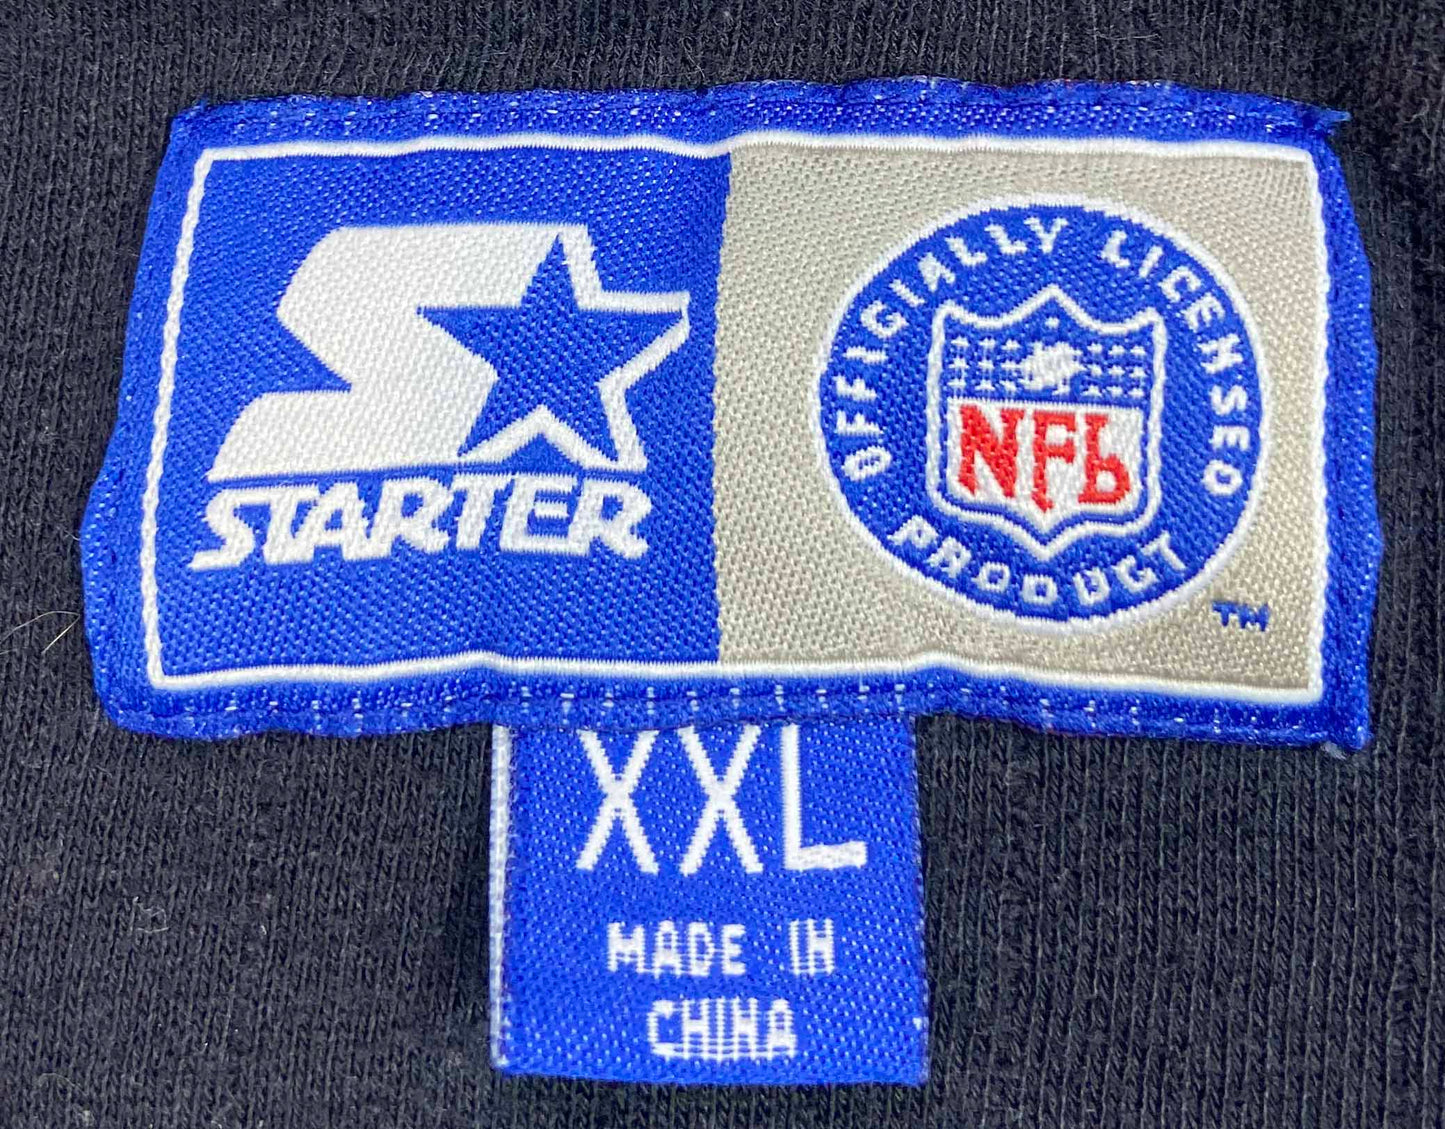 STARTER
OFFICIALLY LICENSED
NFL
PRODUCT
TM
XXL
MADE IN
CHINA